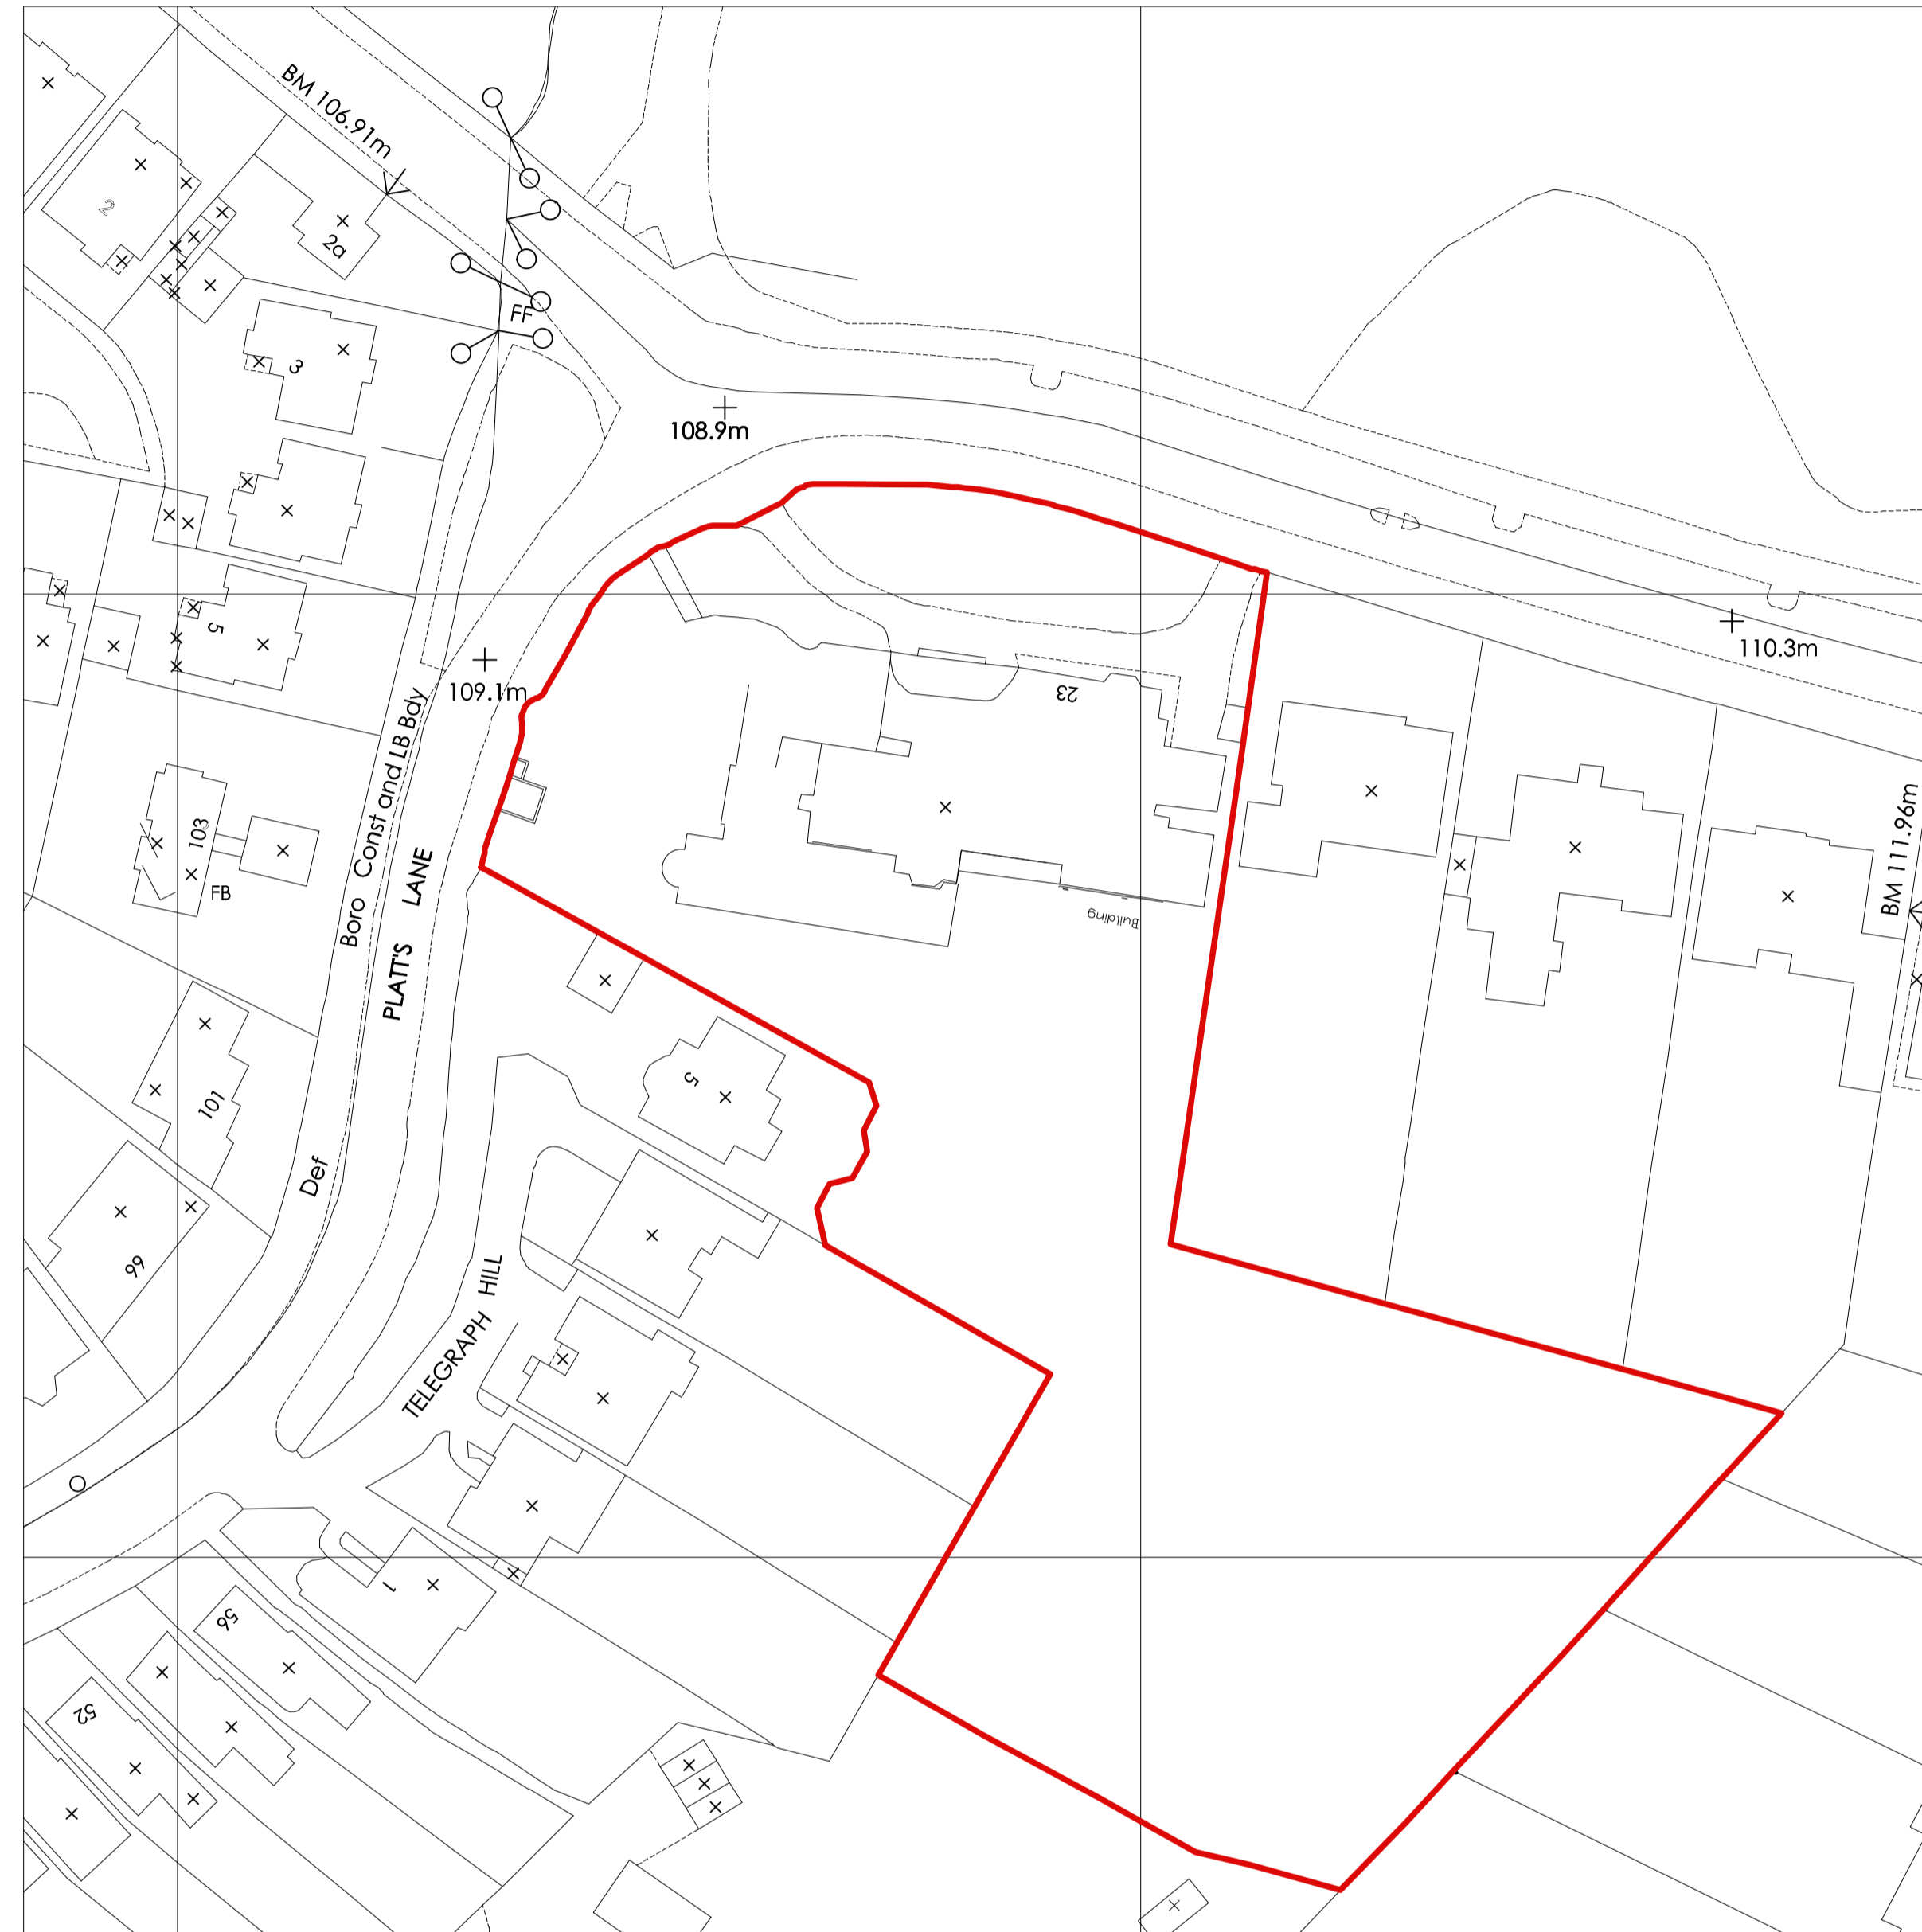 BM 106.91m
2
2a
FF
3
108.9m
5
109.1m
23
110.3m
Boro Const and LB Bdy
PLATT'S LANE
103
FB
BM 111.96m
Building
5
101
Def
99
TELEGRAPH HILL
1
56
52